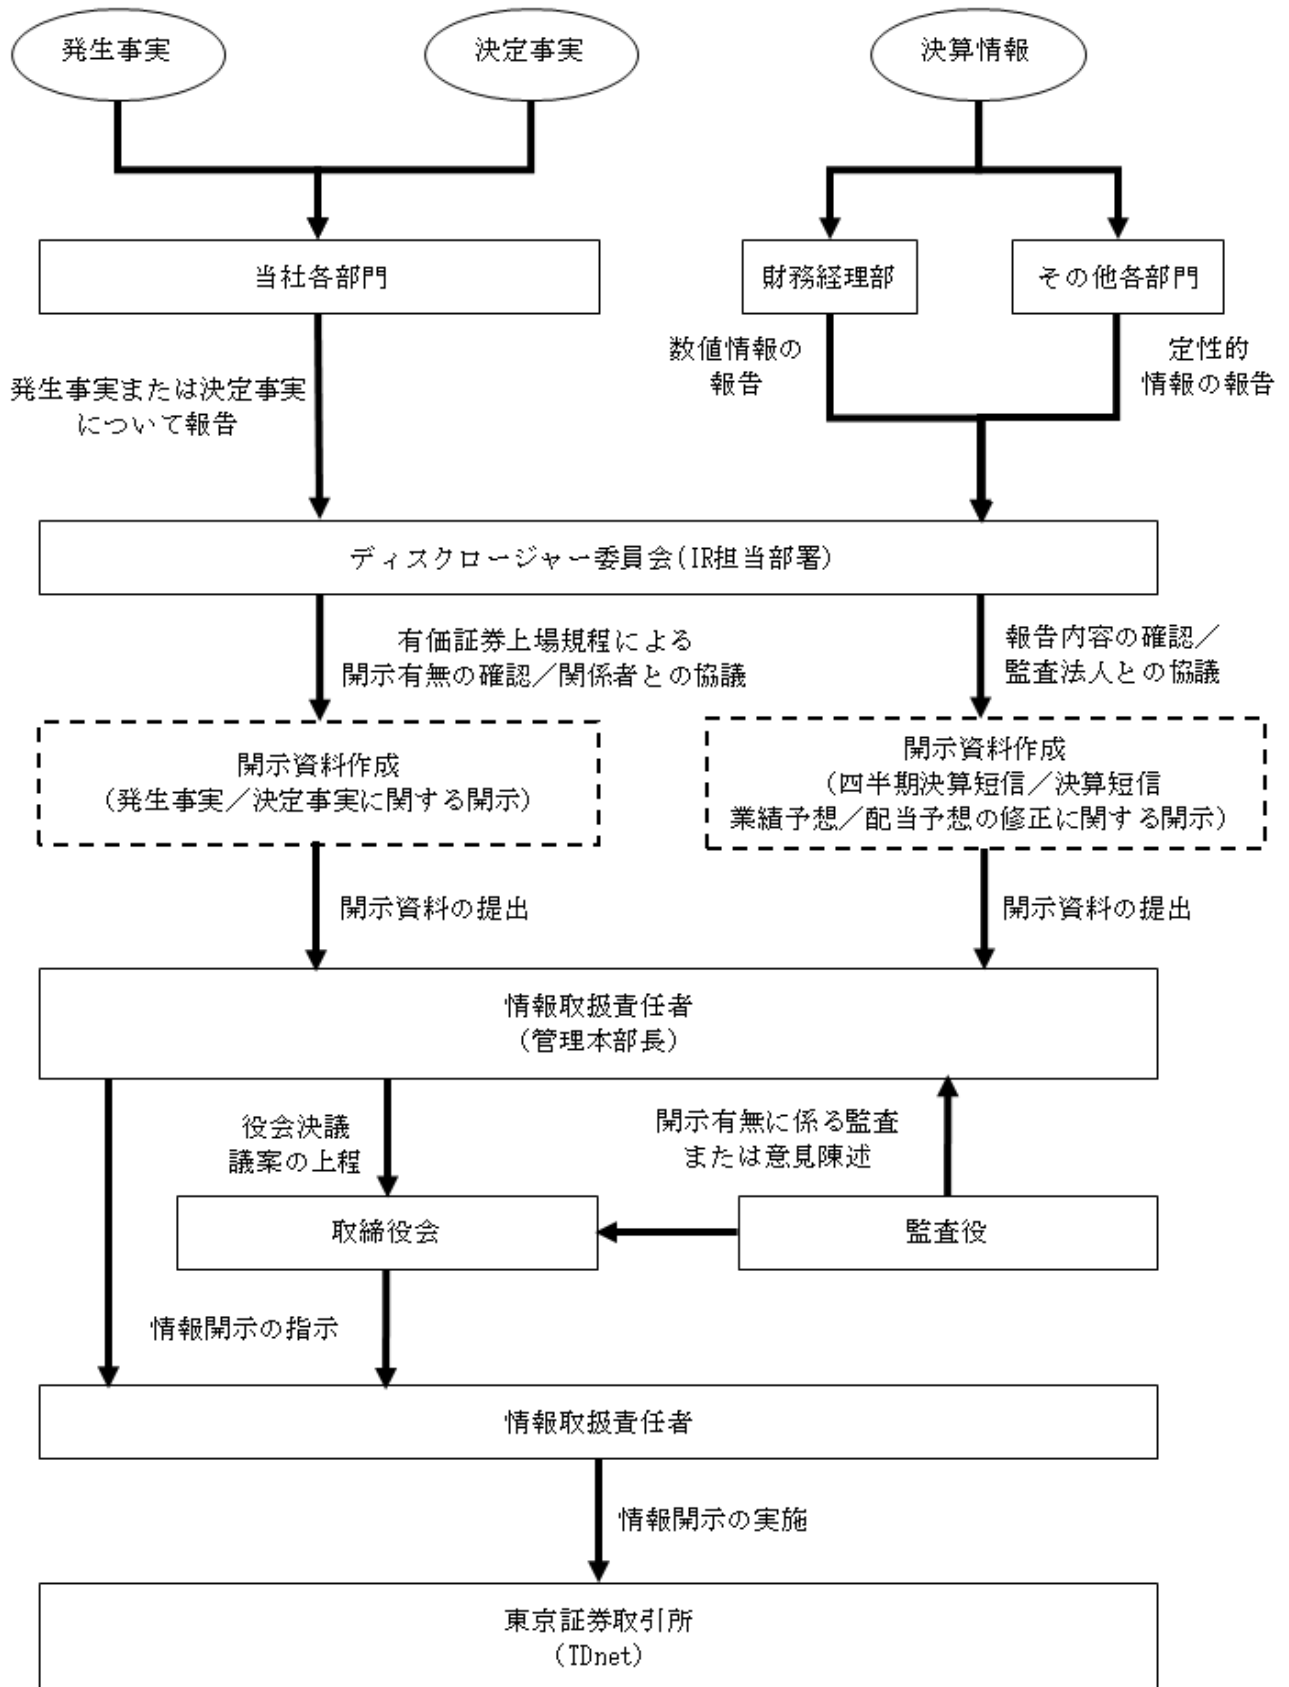 発生事実
決定事実
決算情報
当社各部門
財務経理部
その他各部門
発生事実または決定事実
について報告
数値情報の
報告
定性的
情報の報告
ディスクロージャー委員会(IR担当部署)
有価証券上場規程による
開示有無の確認／関係者との協議
報告内容の確認／
監査法人との協議
開示資料作成
（発生事実／決定事実に関する開示）
開示資料作成
（四半期決算短信／決算短信
業績予想／配当予想の修正に関する開示）
開示資料の提出
開示資料の提出
情報取扱責任者
（管理本部長）
役会決議
議案の上程
開示有無に係る監査
または意見陳述
取締役会
監査役
情報開示の指示
情報取扱責任者
情報開示の実施
東京証券取引所
（TDnet）